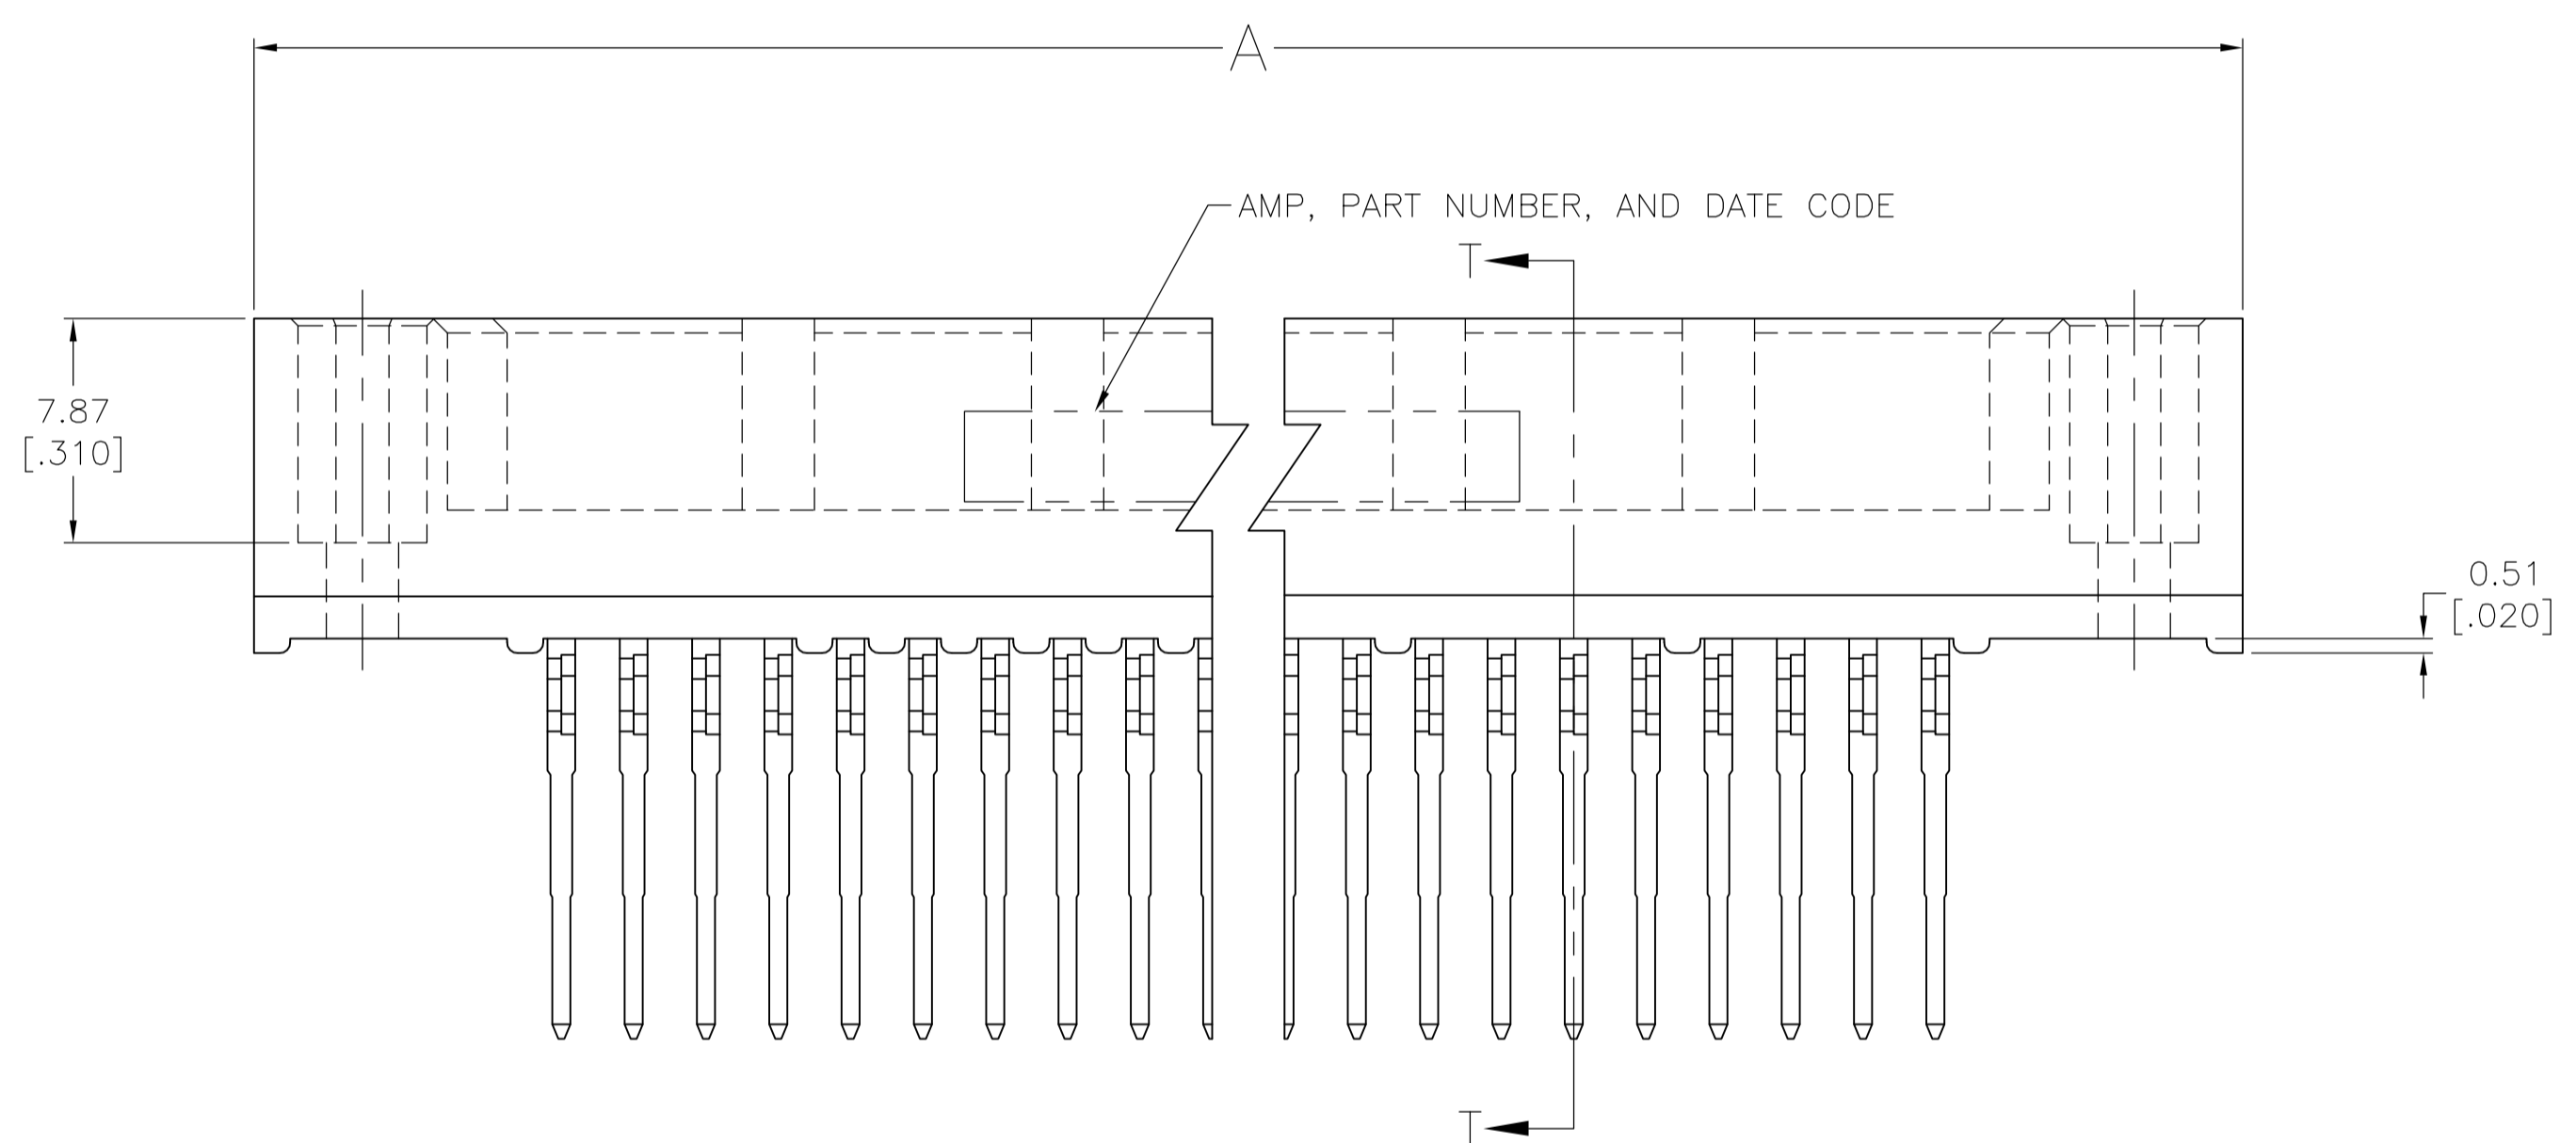 A
AMP, PART NUMBER, AND DATE CODE
T
7.87
[.310]
0.51
[.020]
T